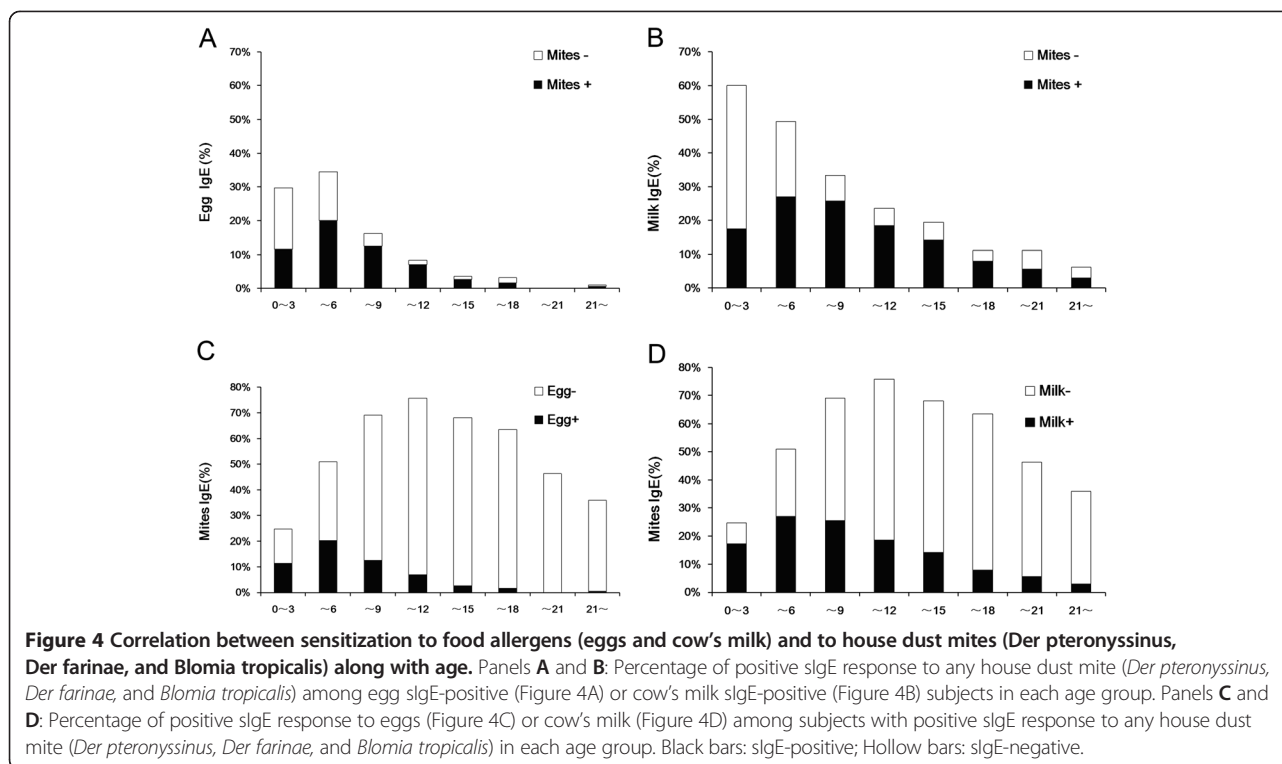 A
70%
60%
50%
40%
30%
20%
10%
0%
Egg IgE (%)
Mites -
Mites +
0~3 ~6 ~9 ~12 ~15 ~18 ~21 21~
B
70%
60%
50%
40%
30%
20%
10%
0%
Milk IgE(%)
Mites -
Mites +
0~3 ~6 ~9 ~12 ~15 ~18 ~21 21~
C
80%
70%
60%
50%
40%
30%
20%
10%
0%
Mites IgE(%)
Egg-
Egg+
0~3 ~6 ~9 ~12 ~15 ~18 ~21 21~
D
80%
70%
60%
50%
40%
30%
20%
10%
0%
Mites IgE(%)
Milk-
Milk+
0~3 ~6 ~9 ~12 ~15 ~18 ~21 21~
Figure 4 Correlation between sensitization to food allergens (eggs and cow's milk) and to house dust mites (Der pteronyssinus,
Der farinae, and Blomia tropicalis) along with age. Panels A and B: Percentage of positive sIgE response to any house dust mite (Der pteronyssinus,
Der farinae, and Blomia tropicalis) among egg sIgE-positive (Figure 4A) or cow's milk sIgE-positive (Figure 4B) subjects in each age group. Panels C and
D: Percentage of positive sIgE response to eggs (Figure 4C) or cow's milk (Figure 4D) among subjects with positive sIgE response to any house dust
mite (Der pteronyssinus, Der farinae, and Blomia tropicalis) in each age group. Black bars: sIgE-positive; Hollow bars: sIgE-negative.